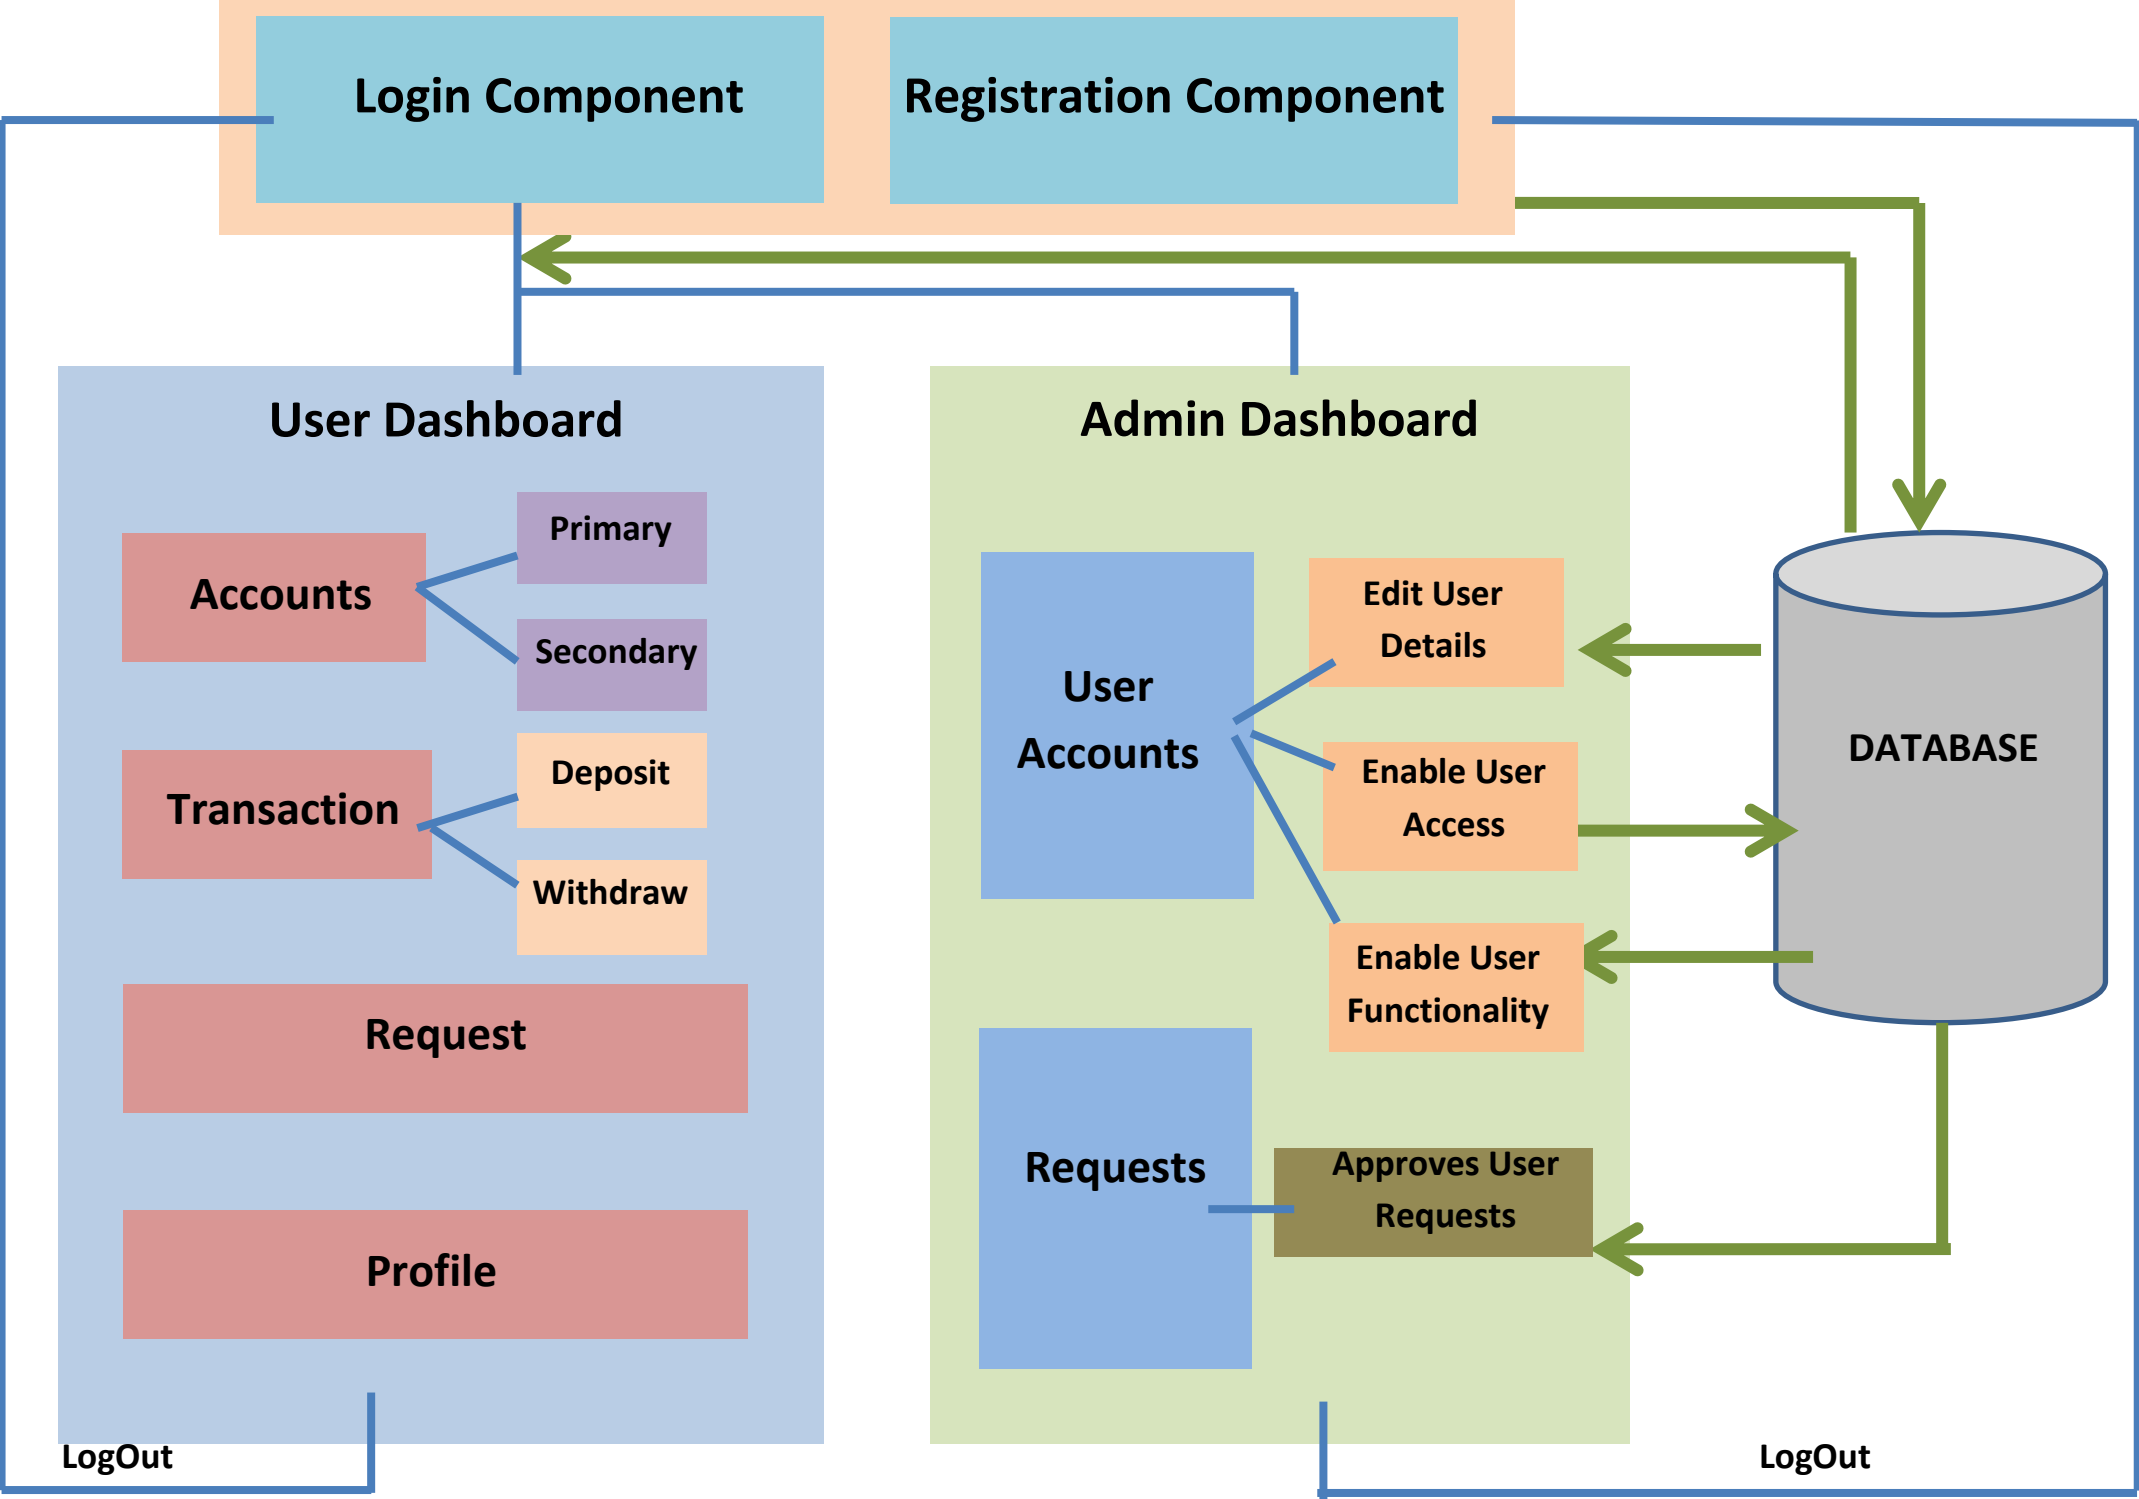 Login Component
Registration Component
User Dashboard
Primary
Accounts
Secondary
Deposit
Transaction
Withdraw
Request
Profile
LogOut
Admin Dashboard
User
Accounts
Edit User
Details
Enable User
Access
Enable User
Functionality
Requests
Approves User
Requests
DATABASE
LogOut